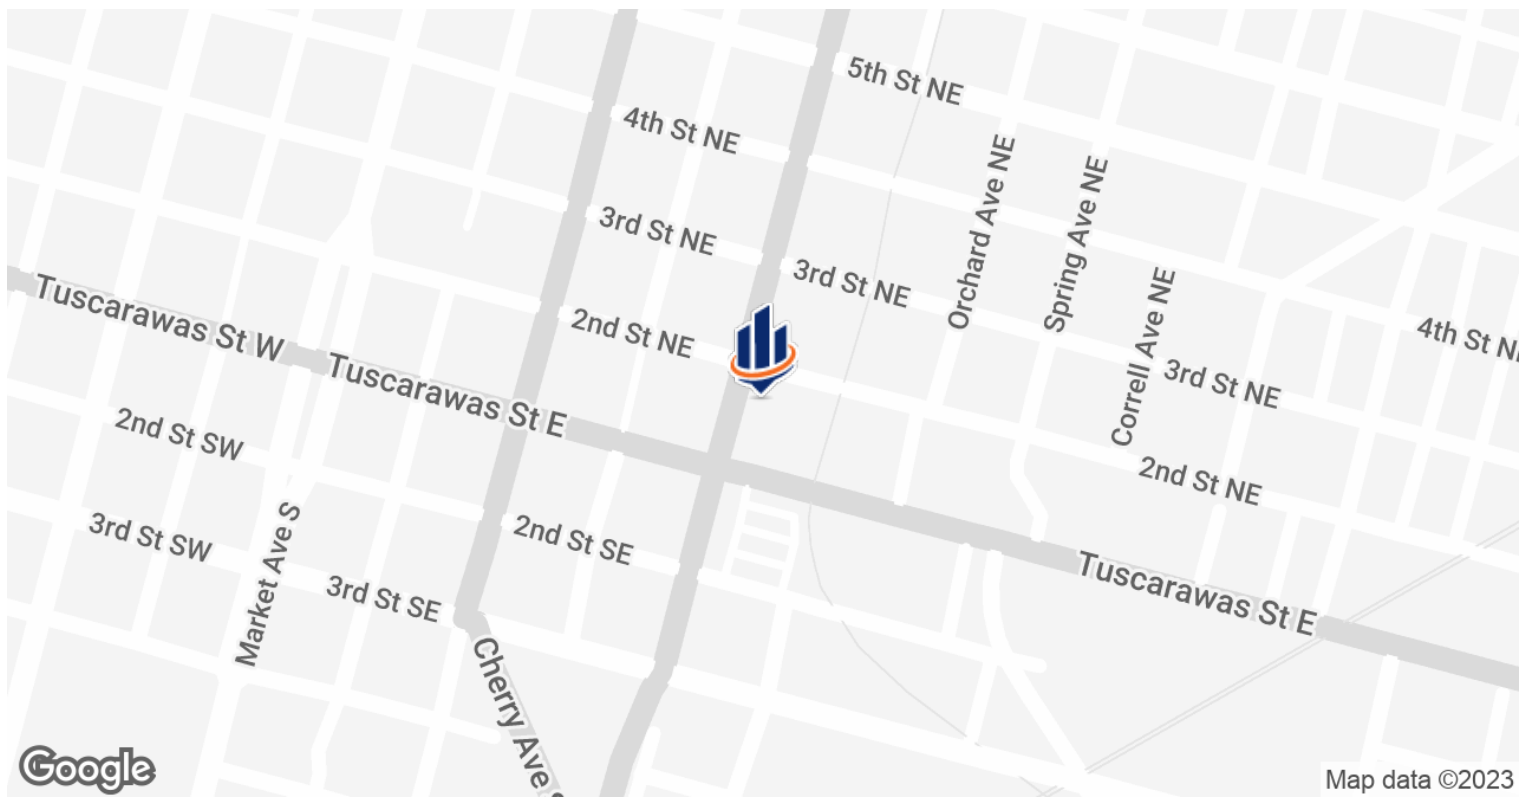 5th St NE
4th St NE
Orchard Ave NE
Spring Ave NE
3rd St NE
3rd St NE
Correll Ave NE
Tuscarawas St W
2nd St NE
4th St
Tuscarawas St E
3rd St NE
2nd St SW
2nd St NE
Market Ave S
3rd St SW
2nd St SE
Tuscarawas St E
3rd St SE
Cherry Ave
Google
Map data ©2023